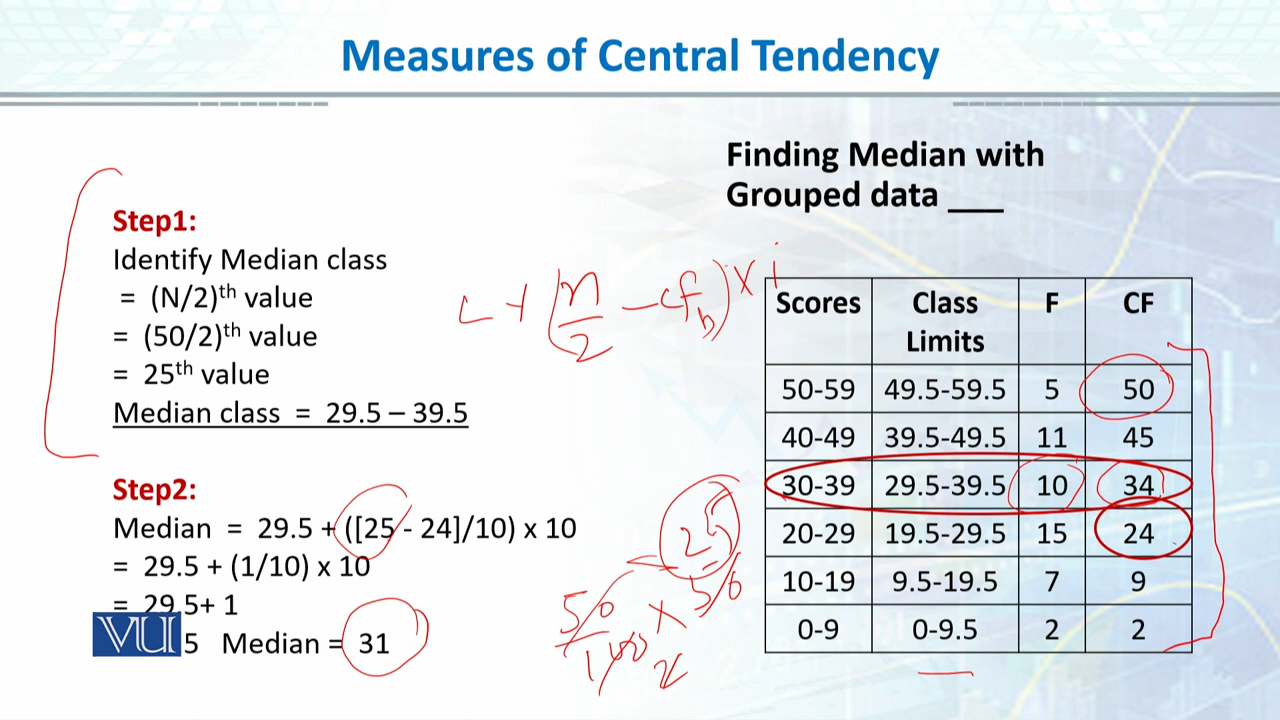 Measures of Central Tendency
Finding Median with
Grouped data ___
Step1:
Identify Median class
= (N/2)th value
= (50/2)th value
= 25th value
Median class = 29.5 – 39.5
Step2:
Median = 29.5 + ([25 - 24]/10) x 10
= 29.5 + (1/10) x 10
= 29.5+ 1
5 Median = 31
VU
L + (n/2 - cfb) x i
25
50/100 x 50
Scores Class Limits F CF
50-59 49.5-59.5 5 50
40-49 39.5-49.5 11 45
30-39 29.5-39.5 10 34
20-29 19.5-29.5 15 24
10-19 9.5-19.5 7 9
0-9 0-9.5 2 2